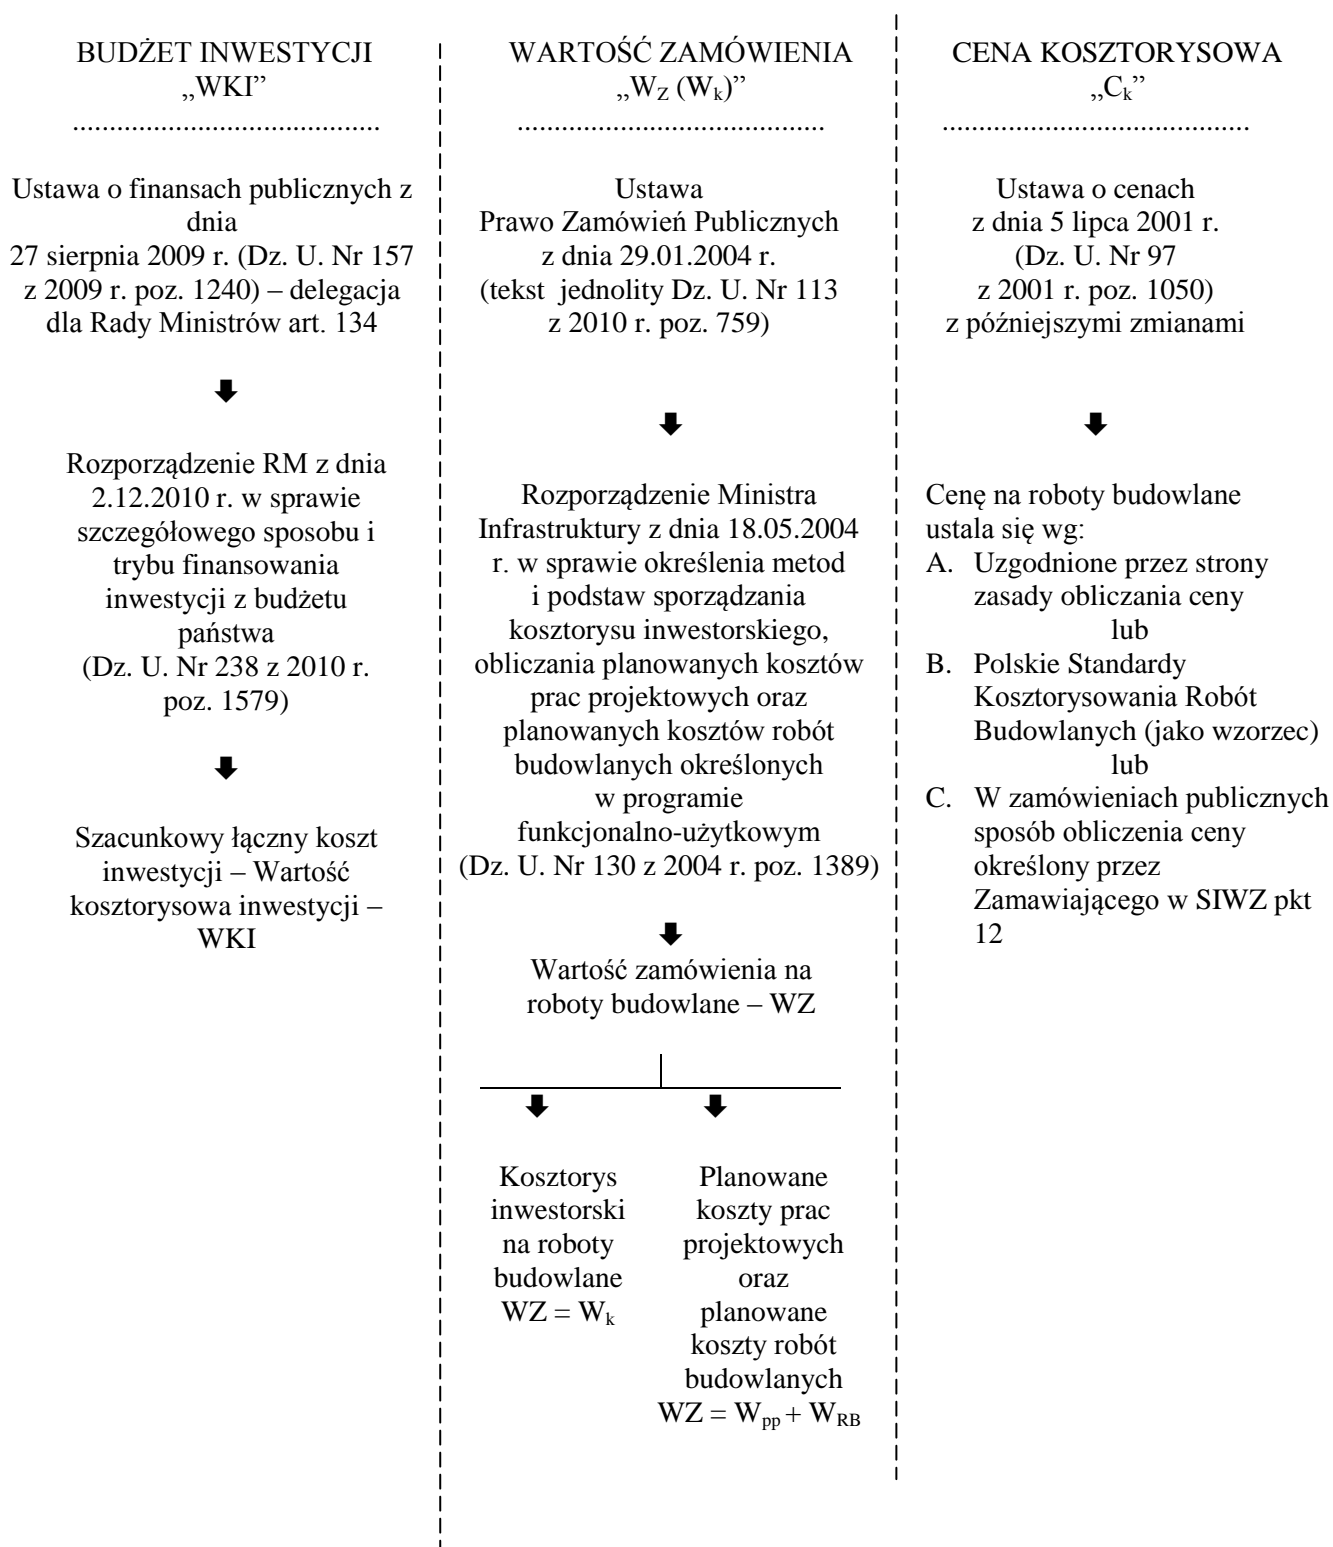 BUDŻET INWESTYCJI
„WKI”
..........................................
Ustawa o finansach publicznych z
dnia
27 sierpnia 2009 r. (Dz. U. Nr 157
z 2009 r. poz. 1240) – delegacja
dla Rady Ministrów art. 134
Rozporządzenie RM z dnia
2.12.2010 r. w sprawie
szczegółowego sposobu i
trybu finansowania
inwestycji z budżetu
państwa
(Dz. U. Nr 238 z 2010 r.
poz. 1579)
Szacunkowy łączny koszt
inwestycji – Wartość
kosztorysowa inwestycji –
WKI
WARTOŚĆ ZAMÓWIENIA
„WZ (Wk)”
..........................................
Ustawa
Prawo Zamówień Publicznych
z dnia 29.01.2004 r.
(tekst jednolity Dz. U. Nr 113
z 2010 r. poz. 759)
Rozporządzenie Ministra
Infrastruktury z dnia 18.05.2004
r. w sprawie określenia metod
i podstaw sporządzania
kosztorysu inwestorskiego,
obliczania planowanych kosztów
prac projektowych oraz
planowanych kosztów robót
budowlanych określonych
w programie
funkcjonalno-użytkowym
(Dz. U. Nr 130 z 2004 r. poz. 1389)
Wartość zamówienia na
roboty budowlane – WZ
Kosztorys
inwestorski
na roboty
budowlane
WZ = Wk
Planowane
koszty prac
projektowych
oraz
planowane
koszty robót
budowlanych
WZ = Wpp + WRB
CENA KOSZTORYSOWA
„Ck”
..........................................
Ustawa o cenach
z dnia 5 lipca 2001 r.
(Dz. U. Nr 97
z 2001 r. poz. 1050)
z późniejszymi zmianami
Cenę na roboty budowlane
ustala się wg:
A. Uzgodnione przez strony
zasady obliczania ceny
lub
B. Polskie Standardy
Kosztorysowania Robót
Budowlanych (jako wzorzec)
lub
C. W zamówieniach publicznych
sposób obliczenia ceny
określony przez
Zamawiającego w SIWZ pkt
12